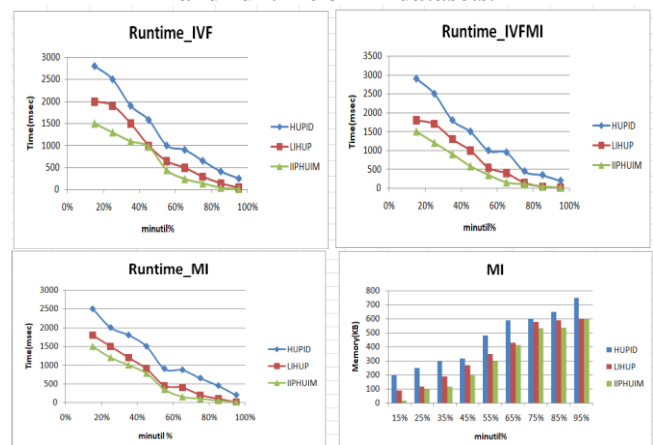 Runtime_IVF
3000
2500
2000
1500
1000
500
0
Time(msec)
0% 20% 40% 60% 80% 100%
minutil%
HUPID
LIHUP
IIPHUIM
Runtime_IVFMI
3500
3000
2500
2000
1500
1000
500
0
Time(msec)
0% 20% 40% 60% 80% 100%
minutil%
HUPID
LIHUP
IIPHUIM
Runtime_MI
3000
2500
2000
1500
1000
500
0
Time(msec)
0% 20% 40% 60% 80% 100%
minutil %
HUPID
LIHUP
IIPHUIM
MI
800
700
600
500
400
300
200
100
0
Memory(KB)
15% 25% 35% 45% 55% 65% 75% 85% 95%
minutil%
HUPID
LIHUP
IIPHUIM